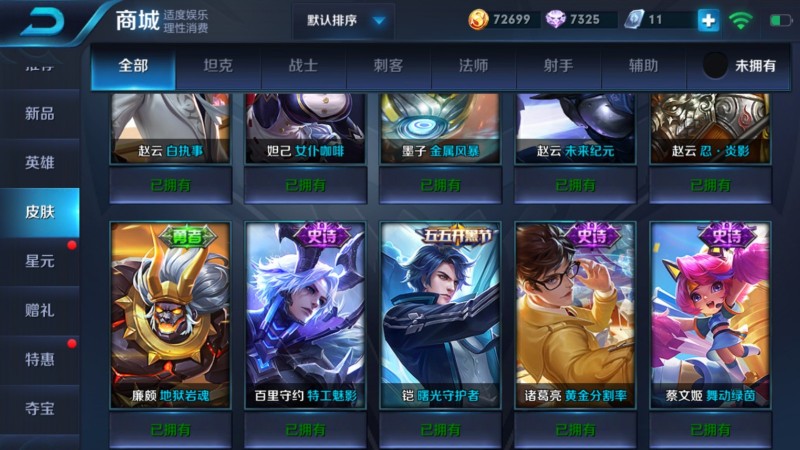 商城 适度娱乐
理性消费
默认排序
72699
7325
11
全部 坦克 战士 刺客 法师 射手 辅助 未拥有
推荐
新品
英雄
皮肤
星元
赠礼
特惠
夺宝
赵云 白执事
妲己 女仆咖啡
墨子 金属风暴
赵云 未来纪元
赵云 忍·炎影
已拥有 已拥有 已拥有 已拥有 已拥有
勇者
史诗
五五开黑节
史诗
史诗
廉颇 地狱岩魂
百里守约 特工魅影
铠 曙光守护者
诸葛亮 黄金分割率
蔡文姬 舞动绿茵
已拥有 已拥有 已拥有 已拥有 已拥有